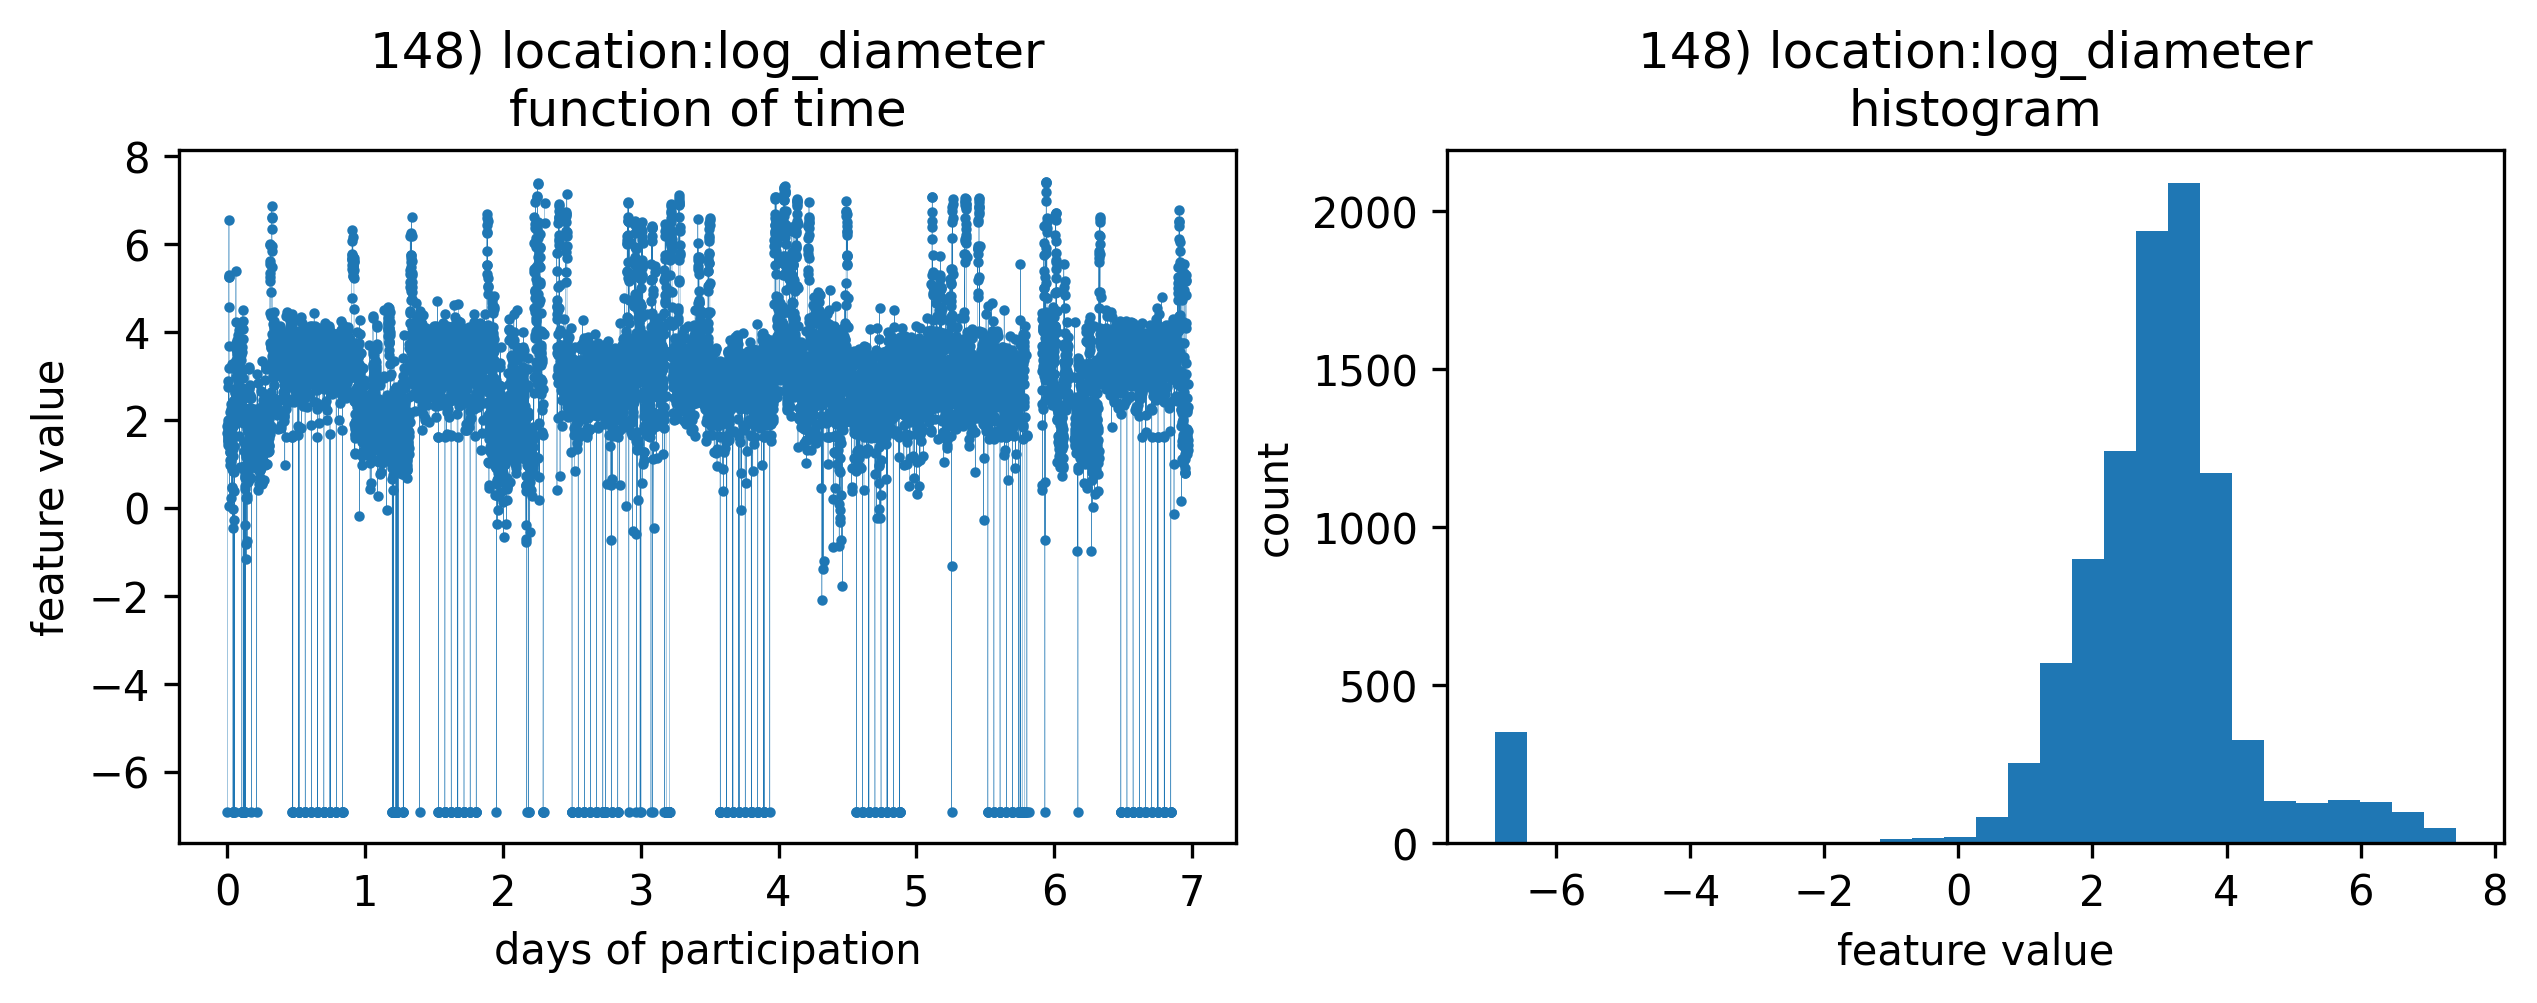 148) location:log_diameter
function of time
8
6
4
2
0
−2
−4
−6
feature value
0 1 2 3 4 5 6 7
days of participation
148) location:log_diameter
histogram
2000
1500
1000
500
0
count
−6 −4 −2 0 2 4 6 8
feature value